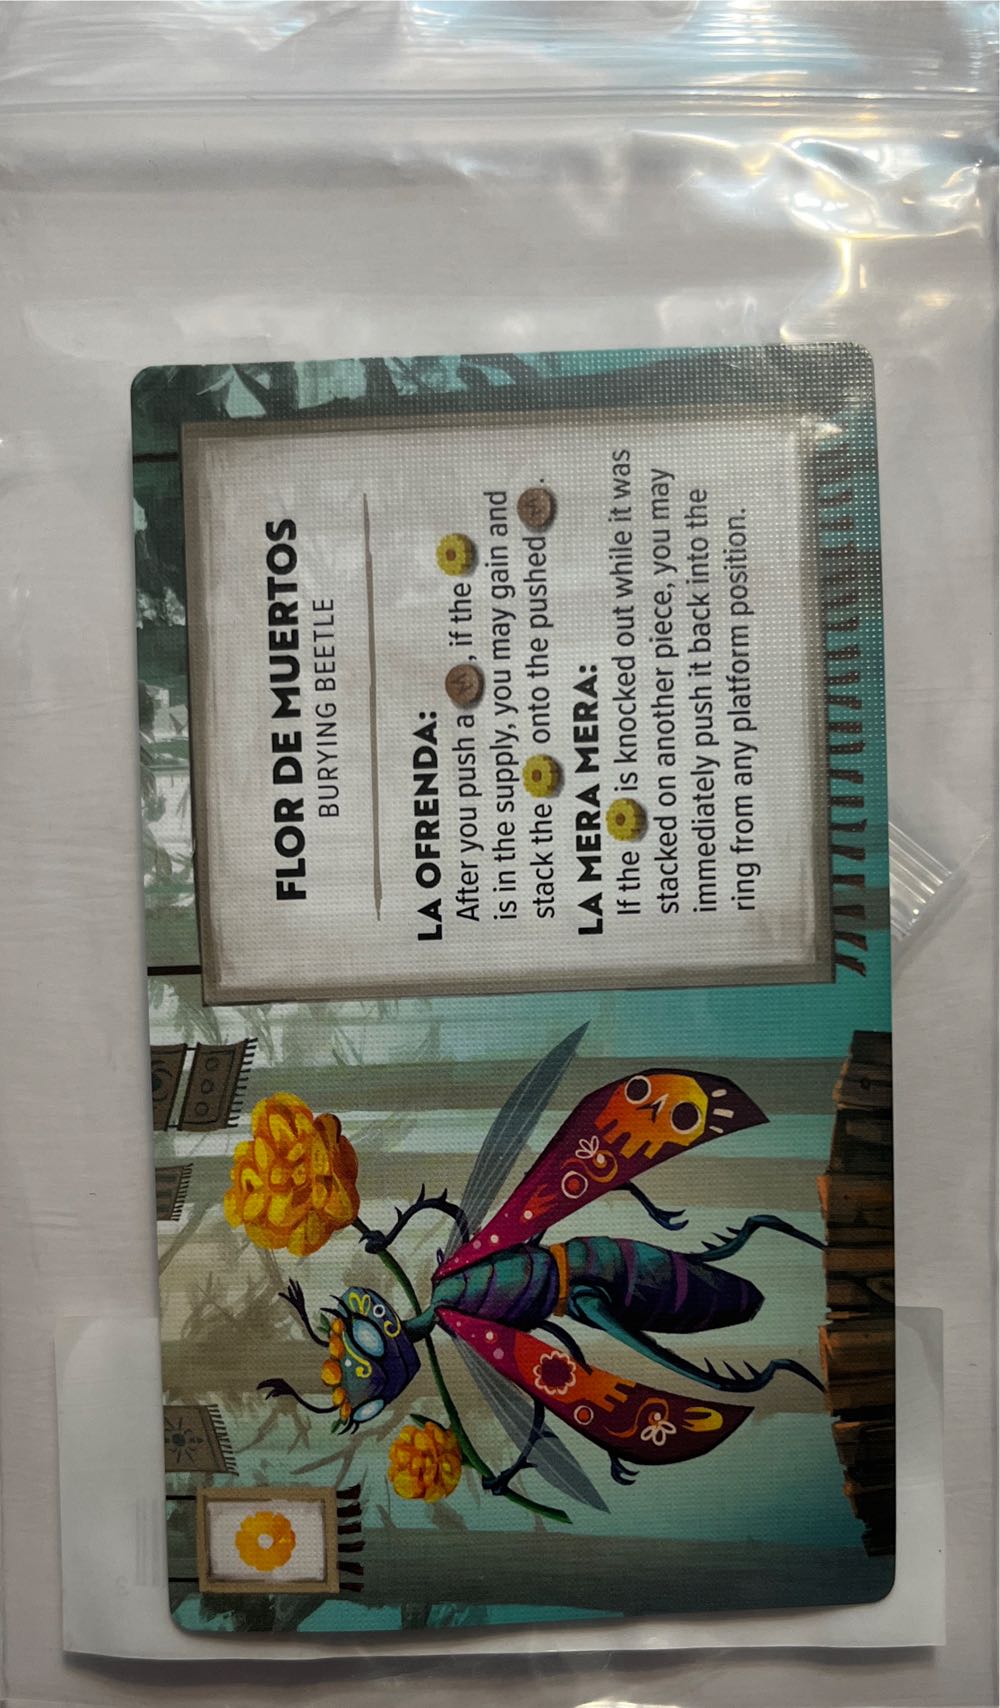 FLOR DE MUERTOS
BURYING BEETLE
LA OFRENDA:
After you push a , if the
is in the supply, you may gain and
stack the onto the pushed .
LA MERA MERA:
If the is knocked out while it was
stacked on another piece, you may
immediately push it back into the
ring from any platform position.